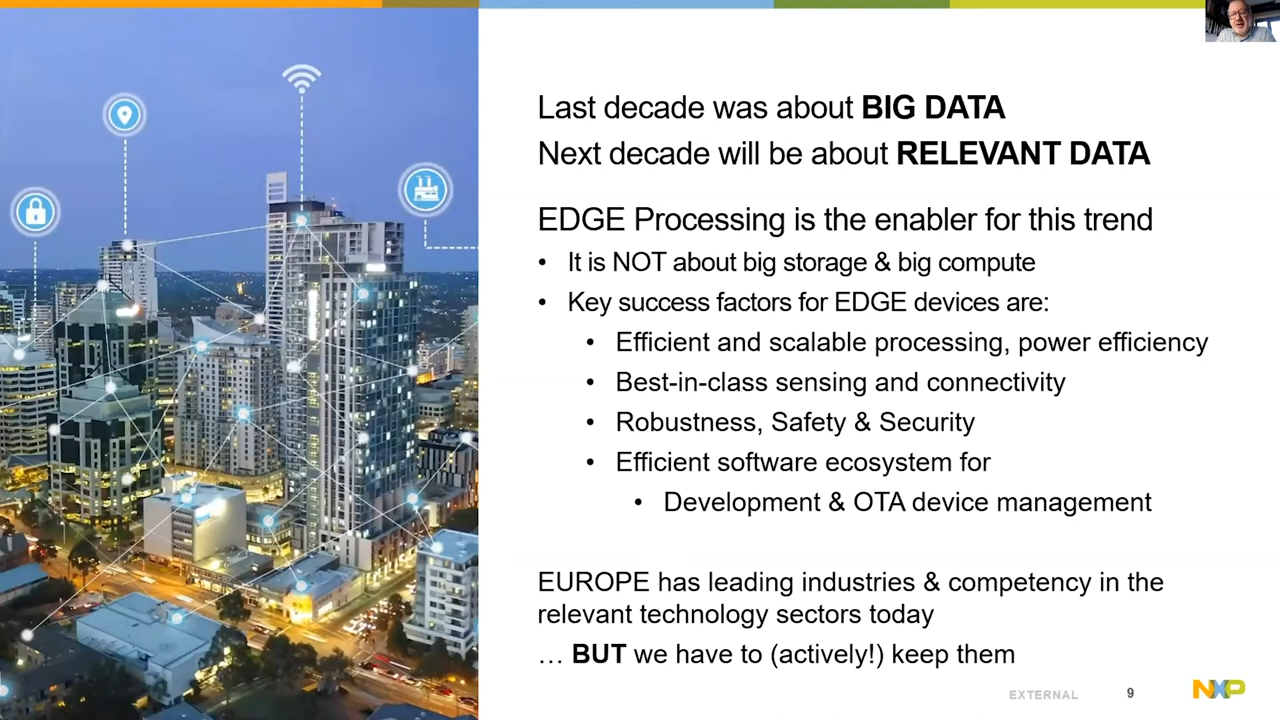 Last decade was about BIG DATA
Next decade will be about RELEVANT DATA
EDGE Processing is the enabler for this trend
• It is NOT about big storage & big compute
• Key success factors for EDGE devices are:
• Efficient and scalable processing, power efficiency
• Best-in-class sensing and connectivity
• Robustness, Safety & Security
• Efficient software ecosystem for
• Development & OTA device management
EUROPE has leading industries & competency in the
relevant technology sectors today
… BUT we have to (actively!) keep them
EXTERNAL 9 NXP